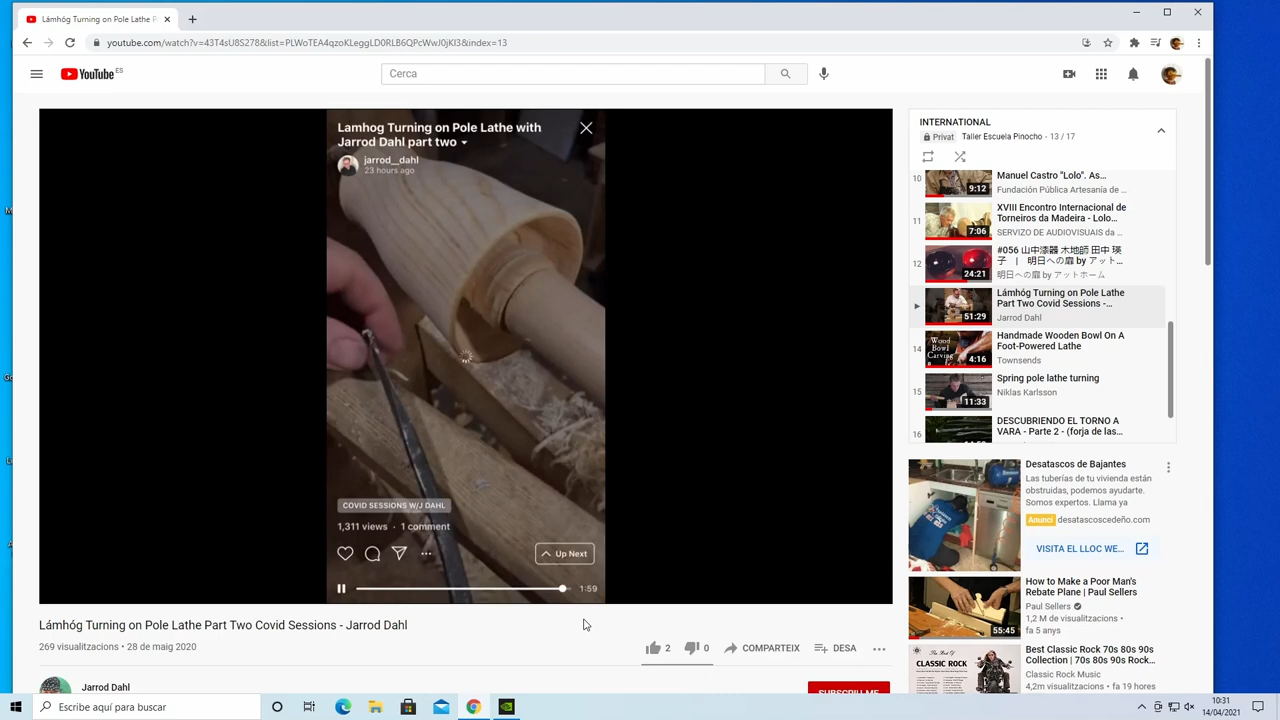 Lámhóg Turning on Pole Lathe P
youtube.com/watch?v=43T4sU8S278&list=PLWoTEA4qzoKLeggLD0RLB6QPcWwJ0jKf3&index=13
YouTube ES
Cerca
Lamhog Turning on Pole Lathe with
Jarrod Dahl part two
jarrod__dahl
23 hours ago
COVID SESSIONS W/J DAHL
1,311 views · 1 comment
Up Next
1:59
Lámhóg Turning on Pole Lathe Part Two Covid Sessions - Jarrod Dahl
269 visualitzacions • 28 de maig 2020
2
0
COMPARTEIX
DESA
Jarrod Dahl
SUBSCRIU-ME
INTERNATIONAL
Privat
Taller Escuela Pinocho - 13 / 17
10
9:12
Manuel Castro "Lolo". As...
Fundación Pública Artesanía de ...
11
7:06
XVIII Encontro Internacional de
Torneiros da Madeira - Lolo...
SERVIZO DE AUDIOVISUAIS da ...
12
24:21
#056 山中漆器 木地師 田中 瑛
子 | 明日への扉 by アット...
明日への扉 by アットホーム
51:29
Lámhóg Turning on Pole Lathe
Part Two Covid Sessions -...
Jarrod Dahl
14
Wood
Bowl
Carving
4:16
Handmade Wooden Bowl On A
Foot-Powered Lathe
Townsends
15
11:33
Spring pole lathe turning
Niklas Karlsson
16
DESCUBRIENDO EL TORNO A
VARA - Parte 2 - (forja de las...
Desatascos de Bajantes
Las tuberías de tu vivienda están
obstruidas, podemos ayudarte.
Somos expertos. Llama ya
Anunci
desatascoscedeño.com
VISITA EL LLOC WE...
55:45
How to Make a Poor Man's
Rebate Plane | Paul Sellers
Paul Sellers
1,2 M de visualitzacions •
fa 5 anys
The Best Of
CLASSIC ROCK
Best Classic Rock 70s 80s 90s
Collection | 70s 80s 90s Rock...
Classic Rock Music
4,2m visualitzacions • fa 19 hores
Escribe aquí para buscar
10:31
14/04/2021